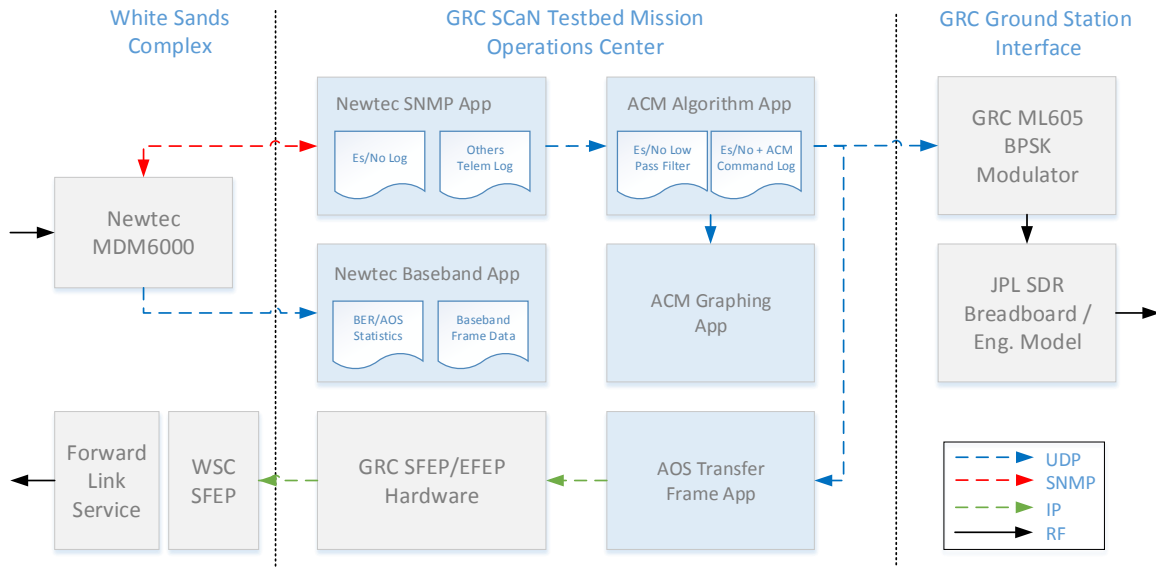 White Sands
Complex
GRC SCaN Testbed Mission
Operations Center
GRC Ground Station
Interface
Newtec SNMP App
Es/No Log
Others
Telem Log
ACM Algorithm App
Es/No Low
Pass Filter
Es/No + ACM
Command Log
GRC ML605
BPSK
Modulator
Newtec
MDM6000
Newtec Baseband App
BER/AOS
Statistics
Baseband
Frame Data
ACM Graphing
App
JPL SDR
Breadboard /
Eng. Model
Forward
Link
Service
WSC
SFEP
GRC SFEP/EFEP
Hardware
AOS Transfer
Frame App
UDP
SNMP
IP
RF